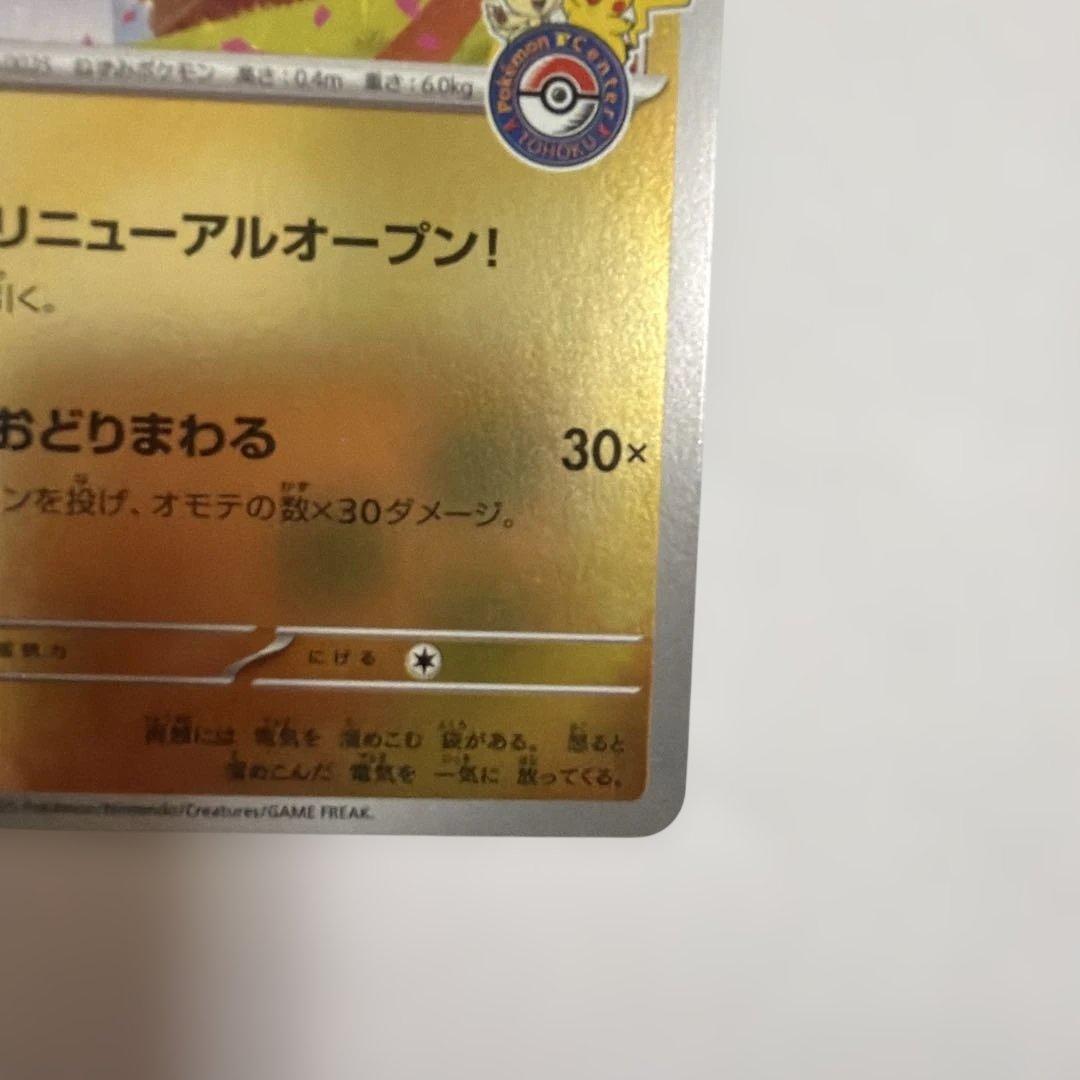 0025 ねずみポケモン 高さ:0.4m 重さ:6.0kg
Pokémon Center
TOHOKU
リニューアルオープン!
引く。
おどりまわる 30×
ンを投げ、オモテの数×30ダメージ。
にげる
両頬には 電気を 溜めこむ 袋がある。 怒ると
溜めこんだ 電気を 一気に 放ってくる。
Pokémon/Nintendo/Creatures/GAME FREAK.